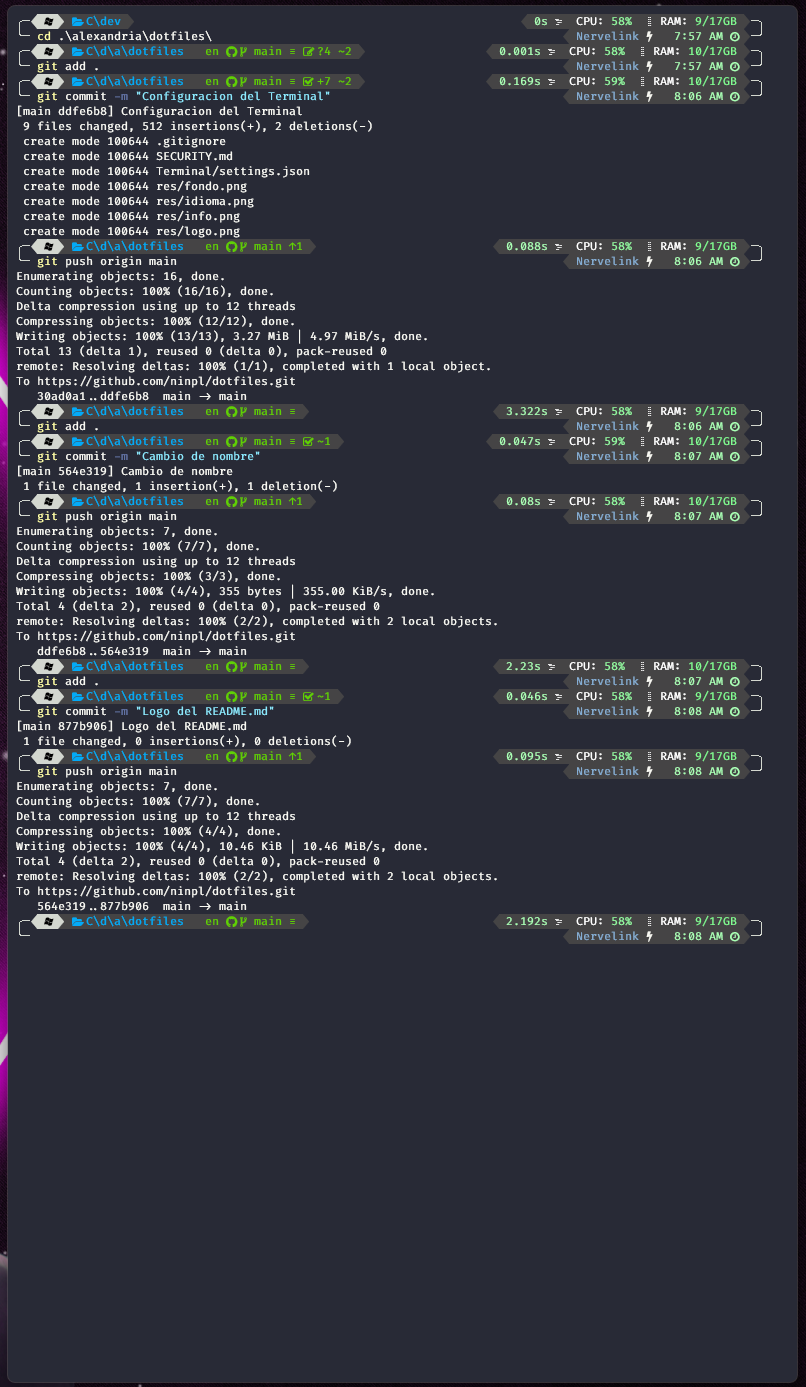 C\dev 0s CPU: 58% RAM: 9/17GB
cd .\alexandria\dotfiles\ Nervelink 7:57 AM
C\d\a\dotfiles en main ≡ ?4 ~2 0.001s CPU: 58% RAM: 10/17GB
git add . Nervelink 7:57 AM
C\d\a\dotfiles en main ≡ +7 ~2 0.169s CPU: 59% RAM: 10/17GB
git commit -m "Configuracion del Terminal" Nervelink 8:06 AM
[main ddfe6b8] Configuracion del Terminal
9 files changed, 512 insertions(+), 2 deletions(-)
create mode 100644 .gitignore
create mode 100644 SECURITY.md
create mode 100644 Terminal/settings.json
create mode 100644 res/fondo.png
create mode 100644 res/idioma.png
create mode 100644 res/info.png
create mode 100644 res/logo.png
C\d\a\dotfiles en main ↑1 0.088s CPU: 58% RAM: 9/17GB
git push origin main Nervelink 8:06 AM
Enumerating objects: 16, done.
Counting objects: 100% (16/16), done.
Delta compression using up to 12 threads
Compressing objects: 100% (12/12), done.
Writing objects: 100% (13/13), 3.27 MiB | 4.97 MiB/s, done.
Total 13 (delta 1), reused 0 (delta 0), pack-reused 0
remote: Resolving deltas: 100% (1/1), completed with 1 local object.
To https://github.com/ninpl/dotfiles.git
30ad0a1..ddfe6b8 main -> main
C\d\a\dotfiles en main ≡ 3.322s CPU: 58% RAM: 9/17GB
git add . Nervelink 8:06 AM
C\d\a\dotfiles en main ≡ ~1 0.047s CPU: 59% RAM: 10/17GB
git commit -m "Cambio de nombre" Nervelink 8:07 AM
[main 564e319] Cambio de nombre
1 file changed, 1 insertion(+), 1 deletion(-)
C\d\a\dotfiles en main ↑1 0.08s CPU: 58% RAM: 10/17GB
git push origin main Nervelink 8:07 AM
Enumerating objects: 7, done.
Counting objects: 100% (7/7), done.
Delta compression using up to 12 threads
Compressing objects: 100% (3/3), done.
Writing objects: 100% (4/4), 355 bytes | 355.00 KiB/s, done.
Total 4 (delta 2), reused 0 (delta 0), pack-reused 0
remote: Resolving deltas: 100% (2/2), completed with 2 local objects.
To https://github.com/ninpl/dotfiles.git
ddfe6b8..564e319 main -> main
C\d\a\dotfiles en main ≡ 2.23s CPU: 58% RAM: 10/17GB
git add . Nervelink 8:07 AM
C\d\a\dotfiles en main ≡ ~1 0.046s CPU: 58% RAM: 9/17GB
git commit -m "Logo del README.md" Nervelink 8:08 AM
[main 877b906] Logo del README.md
1 file changed, 0 insertions(+), 0 deletions(-)
C\d\a\dotfiles en main ↑1 0.095s CPU: 58% RAM: 9/17GB
git push origin main Nervelink 8:08 AM
Enumerating objects: 7, done.
Counting objects: 100% (7/7), done.
Delta compression using up to 12 threads
Compressing objects: 100% (4/4), done.
Writing objects: 100% (4/4), 10.46 KiB | 10.46 MiB/s, done.
Total 4 (delta 2), reused 0 (delta 0), pack-reused 0
remote: Resolving deltas: 100% (2/2), completed with 2 local objects.
To https://github.com/ninpl/dotfiles.git
564e319..877b906 main -> main
C\d\a\dotfiles en main ≡ 2.192s CPU: 58% RAM: 9/17GB
Nervelink 8:08 AM